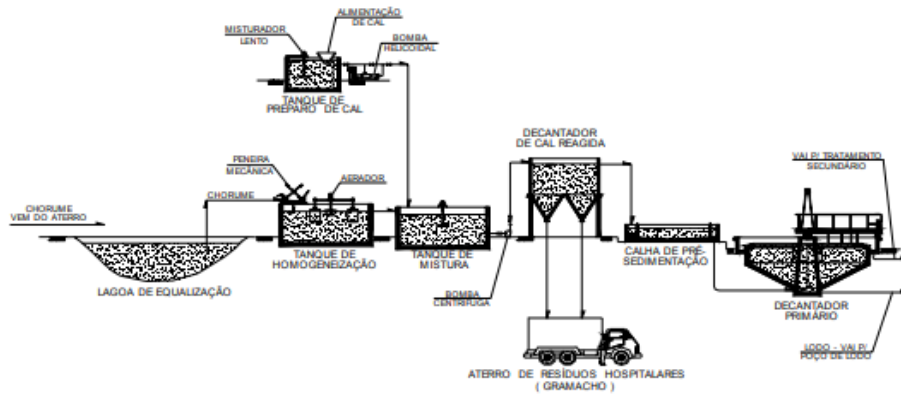 ALIMENTAÇÃO
DE CAL
MISTURADOR
LENTO
BOMBA
HELICOIDAL
TANQUE DE
PREPARO DE CAL
DECANTADOR
DE CAL REAGIDA
PENEIRA
MECÂNICA
AERADOR
CHORUME
VAI P/ TRATAMENTO
SECUNDÁRIO
CHORUME
VEM DO ATERRO
TANQUE DE
HOMOGENEIZAÇÃO
TANQUE DE
MISTURA
CALHA DE PRÉ-
SEDIMENTAÇÃO
LAGOA DE EQUALIZAÇÃO
BOMBA
CENTRÍFUGA
DECANTADOR
PRIMÁRIO
LODO - VAI P/
POÇO DE LODO
ATERRO DE RESÍDUOS HOSPITALARES
( GRAMACHO )